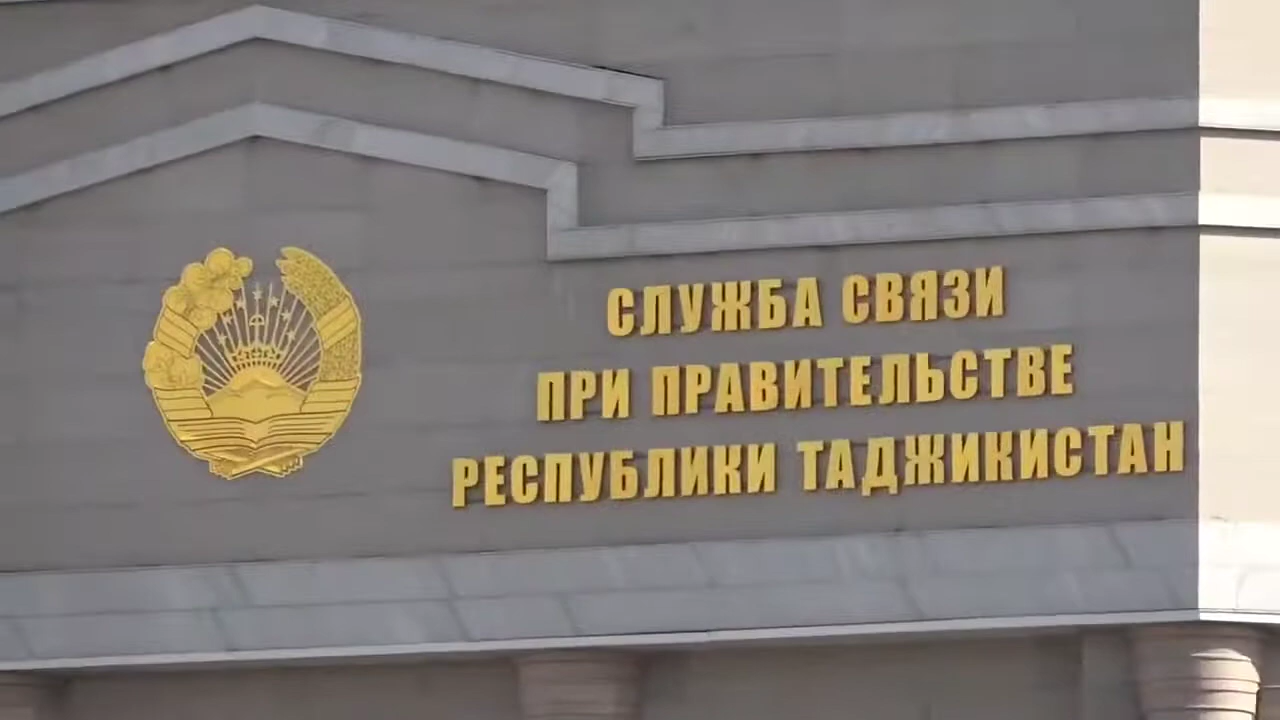 СЛУЖБА СВЯЗИ
ПРИ ПРАВИТЕЛЬСТВЕ
РЕСПУБЛИКИ ТАДЖИКИСТАН